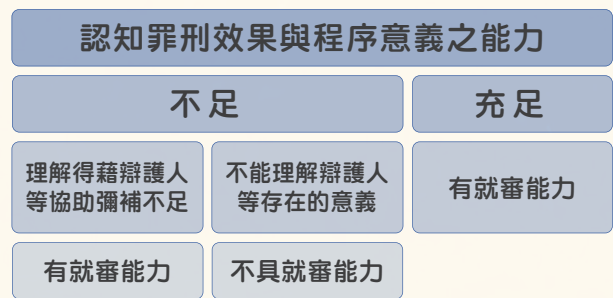 認知罪刑效果與程序意義之能力
不足
充足
理解得藉辯護人
等協助彌補不足
不能理解辯護人
等存在的意義
有就審能力
有就審能力
不具就審能力